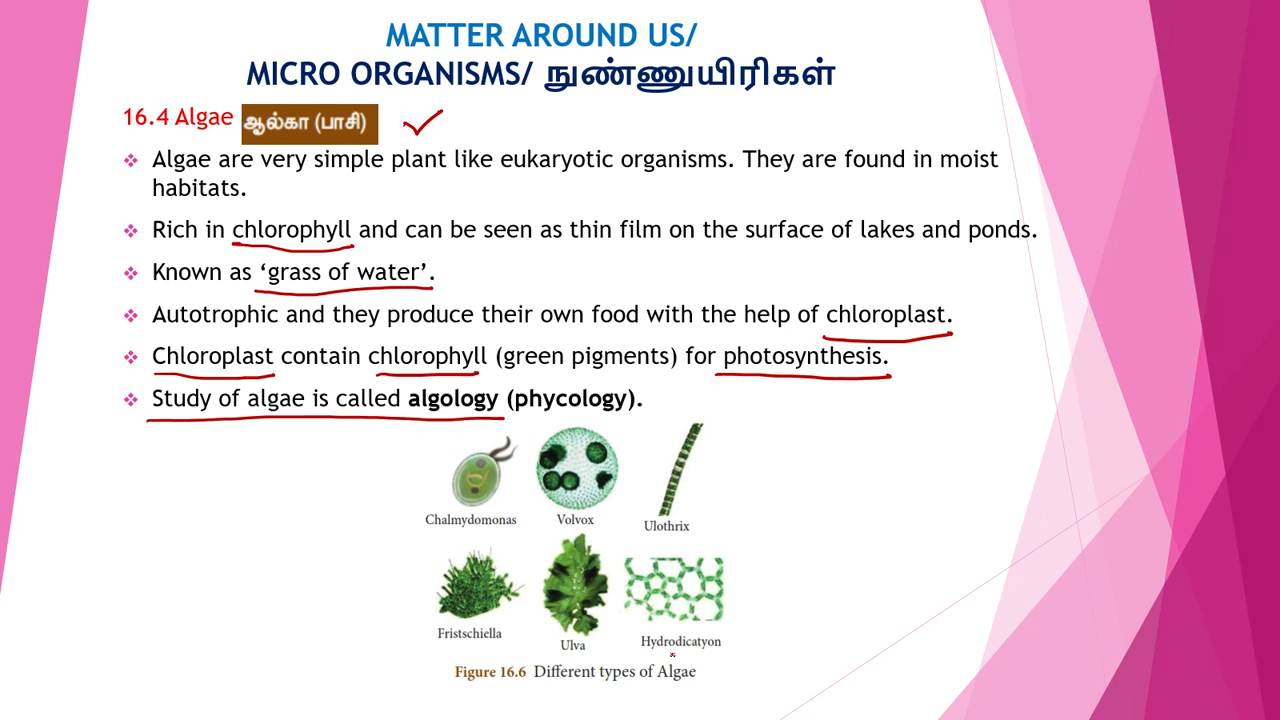 MATTER AROUND US/
MICRO ORGANISMS/ நுண்ணுயிரிகள்
16.4 Algae ஆல்கா (பாசி)
❖ Algae are very simple plant like eukaryotic organisms. They are found in moist
habitats.
❖ Rich in chlorophyll and can be seen as thin film on the surface of lakes and ponds.
❖ Known as ‘grass of water’.
❖ Autotrophic and they produce their own food with the help of chloroplast.
❖ Chloroplast contain chlorophyll (green pigments) for photosynthesis.
❖ Study of algae is called algology (phycology).
Chalmydomonas Volvox Ulothrix
Fristschiella Ulva Hydrodicatyon
Figure 16.6 Different types of Algae